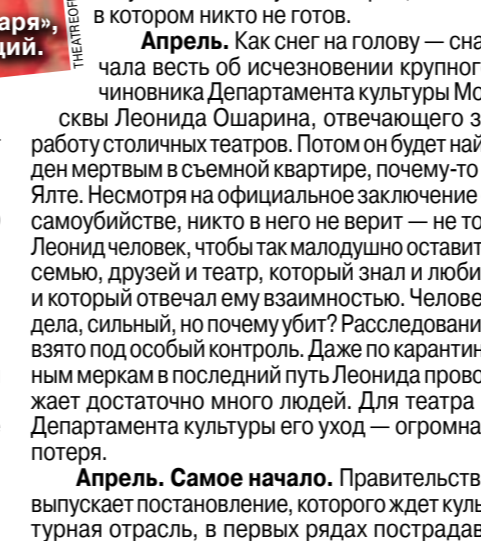 аря»,
ций.
THEATREOF
в котором никто не готов.
Апрель. Как снег на голову — сна
чала весть об исчезновении крупног
чиновника Департамента культуры Мо
сквы Леонида Ошарина, отвечающего з
работу столичных театров. Потом он будет най
ден мертвым в съемной квартире, почему-то
Ялте. Несмотря на официальное заключение
самоубийстве, никто в него не верит — не то
Леонид человек, чтобы так малодушно оставит
семью, друзей и театр, который знал и люби
и который отвечал ему взаимностью. Челове
дела, сильный, но почему убит? Расследовани
взято под особый контроль. Даже по карантин
ным меркам в последний путь Леонида прово
жает достаточно много людей. Для театра
Департамента культуры его уход — огромна
потеря.
Апрель. Самое начало. Правительств
выпускает постановление, которого ждет куль
турная отрасль, в первых рядах пострадав